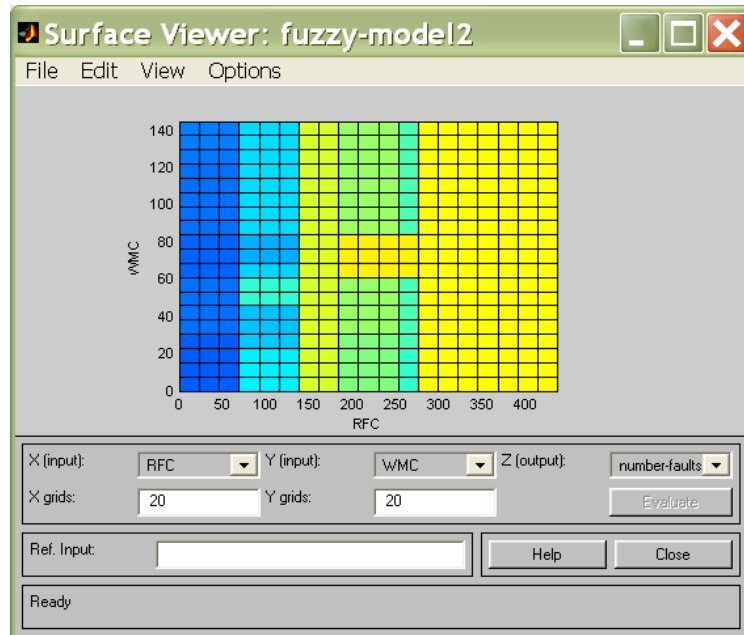 Surface Viewer: fuzzy-model2
File Edit View Options
140
120
100
80
60
40
20
0
WMC
0 50 100 150 200 250 300 350 400
RFC
X (input): RFC Y (input): WMC Z (output): number-faults
X grids: 20 Y grids: 20 Evaluate
Ref. Input: Help Close
Ready